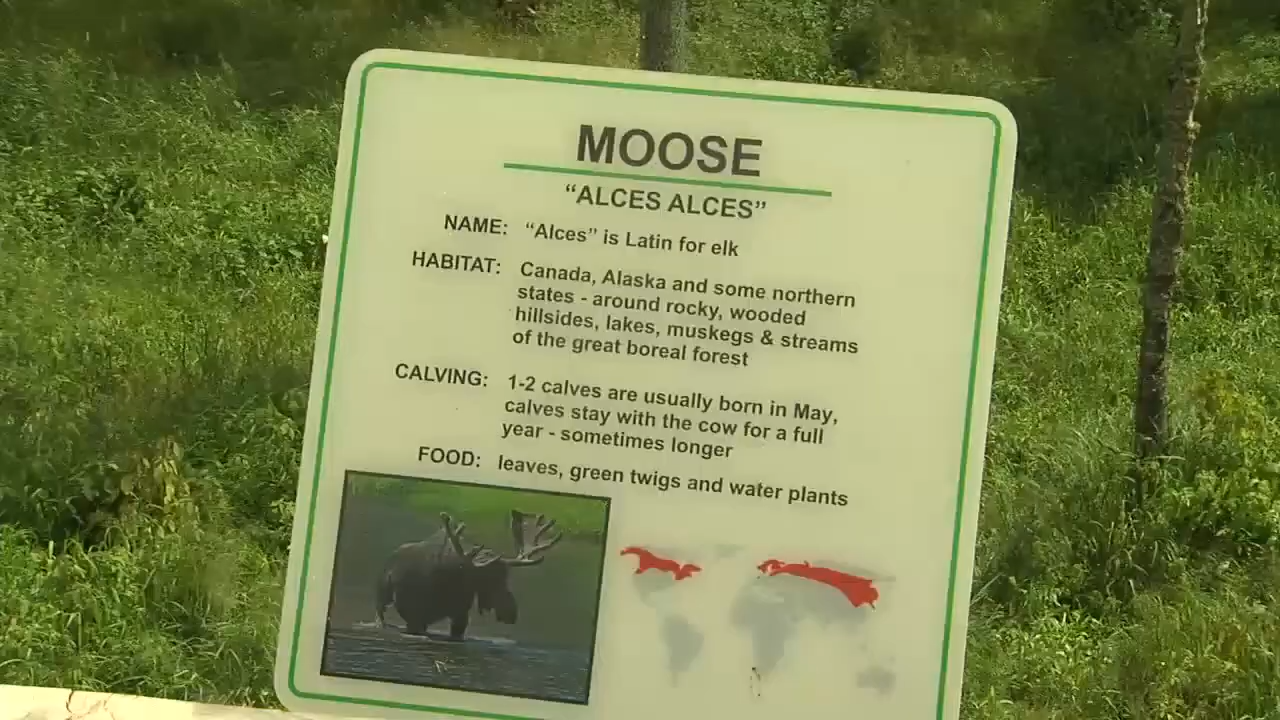 MOOSE
“ALCES ALCES”
NAME: “Alces” is Latin for elk
HABITAT: Canada, Alaska and some northern
states - around rocky, wooded
hillsides, lakes, muskegs & streams
of the great boreal forest
CALVING: 1-2 calves are usually born in May,
calves stay with the cow for a full
year - sometimes longer
FOOD: leaves, green twigs and water plants